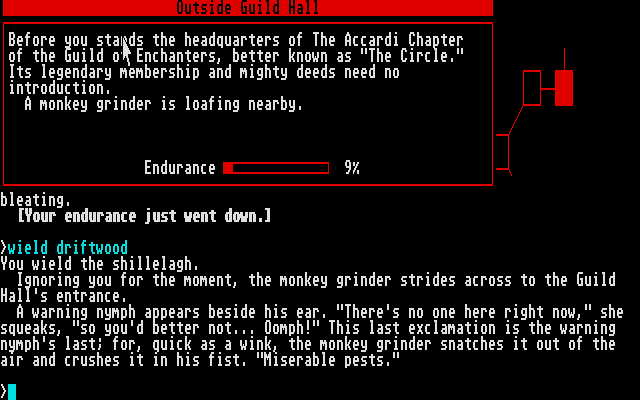 Outside Guild Hall
Before you stands the headquarters of The Accardi Chapter
of the Guild of Enchanters, better known as "The Circle."
Its legendary membership and mighty deeds need no
introduction.
A monkey grinder is loafing nearby.
Endurance 9%
bleating.
[Your endurance just went down.]
>wield driftwood
You wield the shillelagh.
Ignoring you for the moment, the monkey grinder strides across to the Guild
Hall's entrance.
A warning nymph appears beside his ear. "There's no one here right now," she
squeaks, "so you'd better not... Oomph!" This last exclamation is the warning
nymph's last; for, quick as a wink, the monkey grinder snatches it out of the
air and crushes it in his fist. "Miserable pests."
>